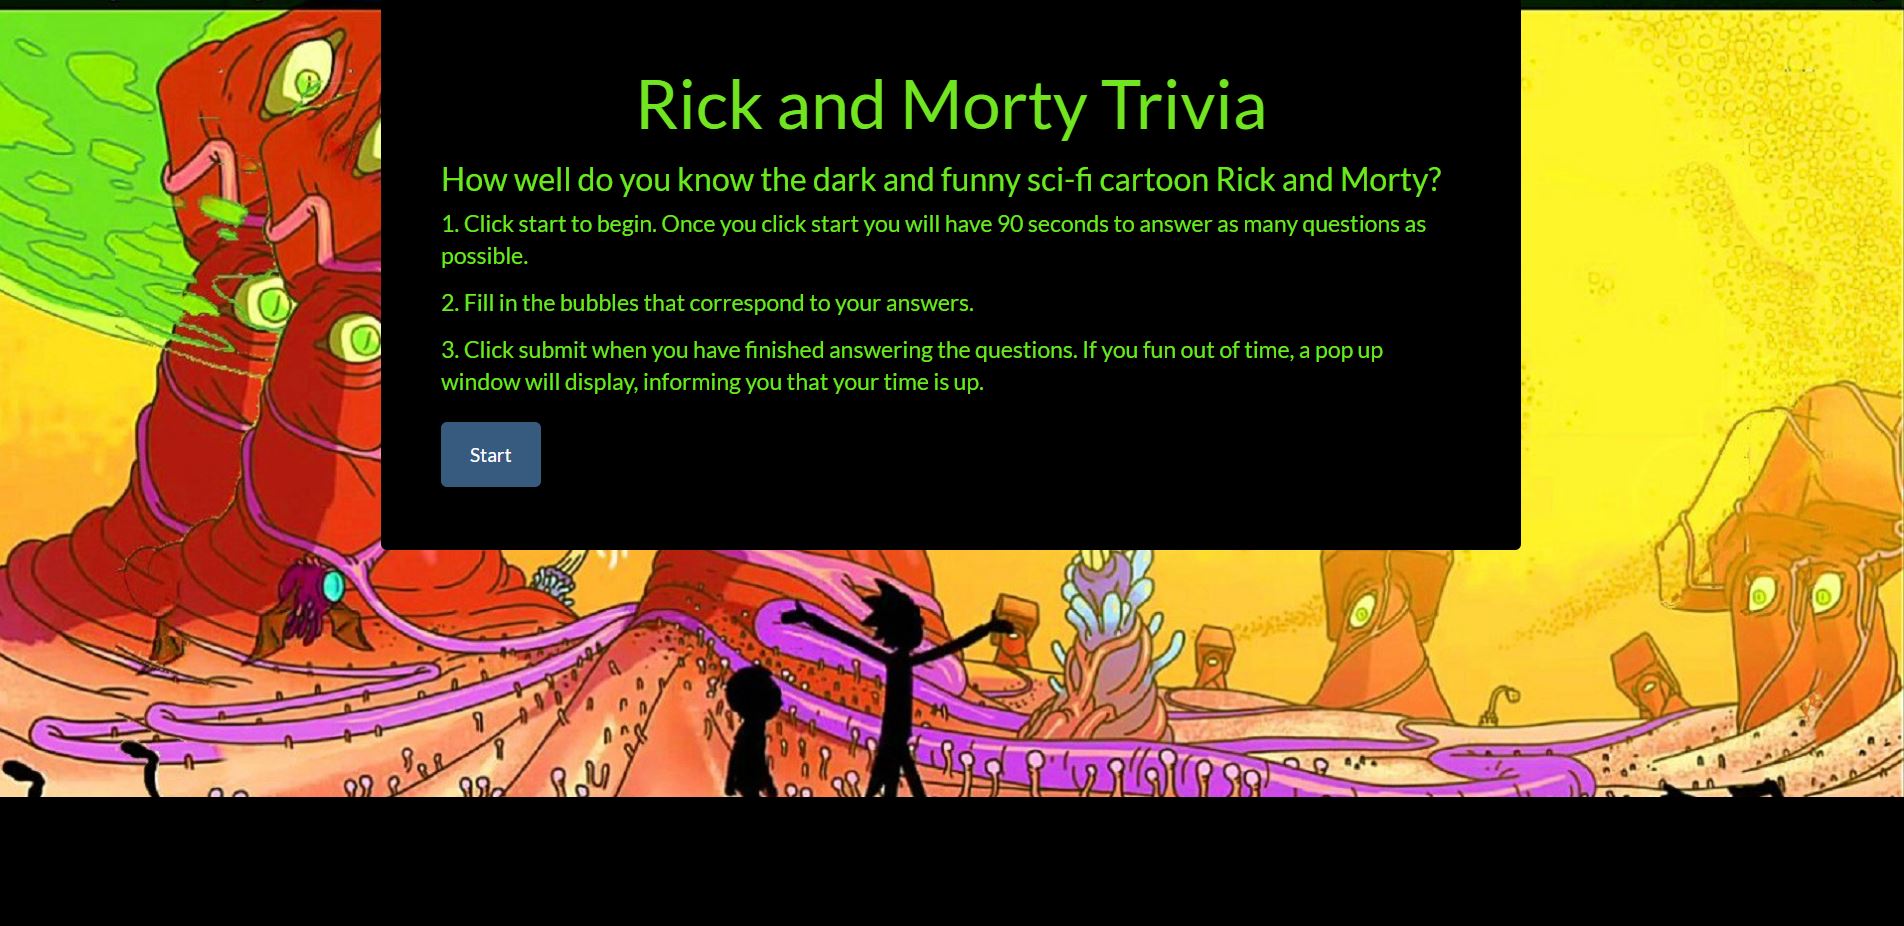 Rick and Morty Trivia
How well do you know the dark and funny sci-fi cartoon Rick and Morty?
1. Click start to begin. Once you click start you will have 90 seconds to answer as many questions as
possible.
2. Fill in the bubbles that correspond to your answers.
3. Click submit when you have finished answering the questions. If you fun out of time, a pop up
window will display, informing you that your time is up.
Start